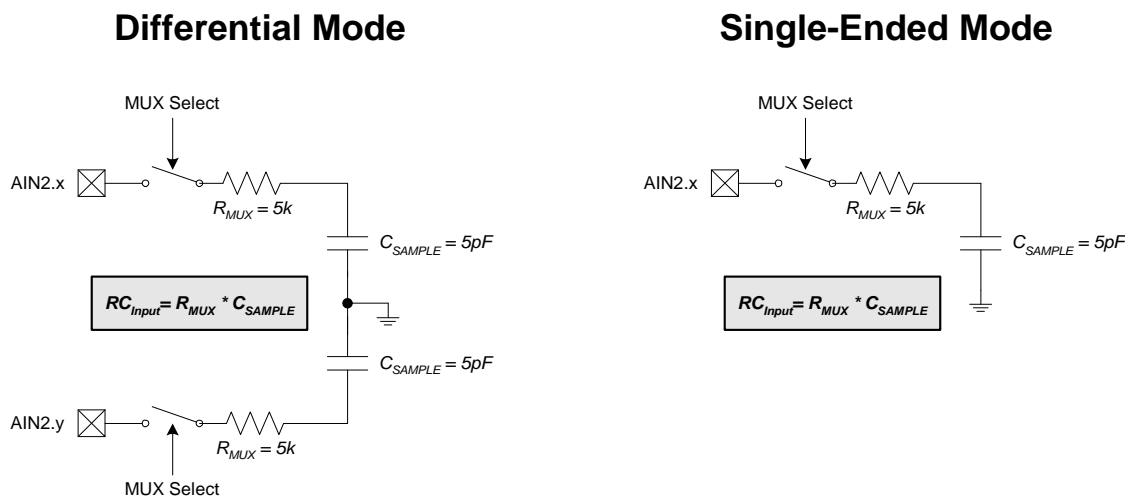 Differential Mode
MUX Select
AIN2.x
R_MUX = 5k
C_SAMPLE = 5pF
RC_Input= R_MUX * C_SAMPLE
C_SAMPLE = 5pF
AIN2.y
R_MUX = 5k
MUX Select
Single-Ended Mode
MUX Select
AIN2.x
R_MUX = 5k
C_SAMPLE = 5pF
RC_Input= R_MUX * C_SAMPLE